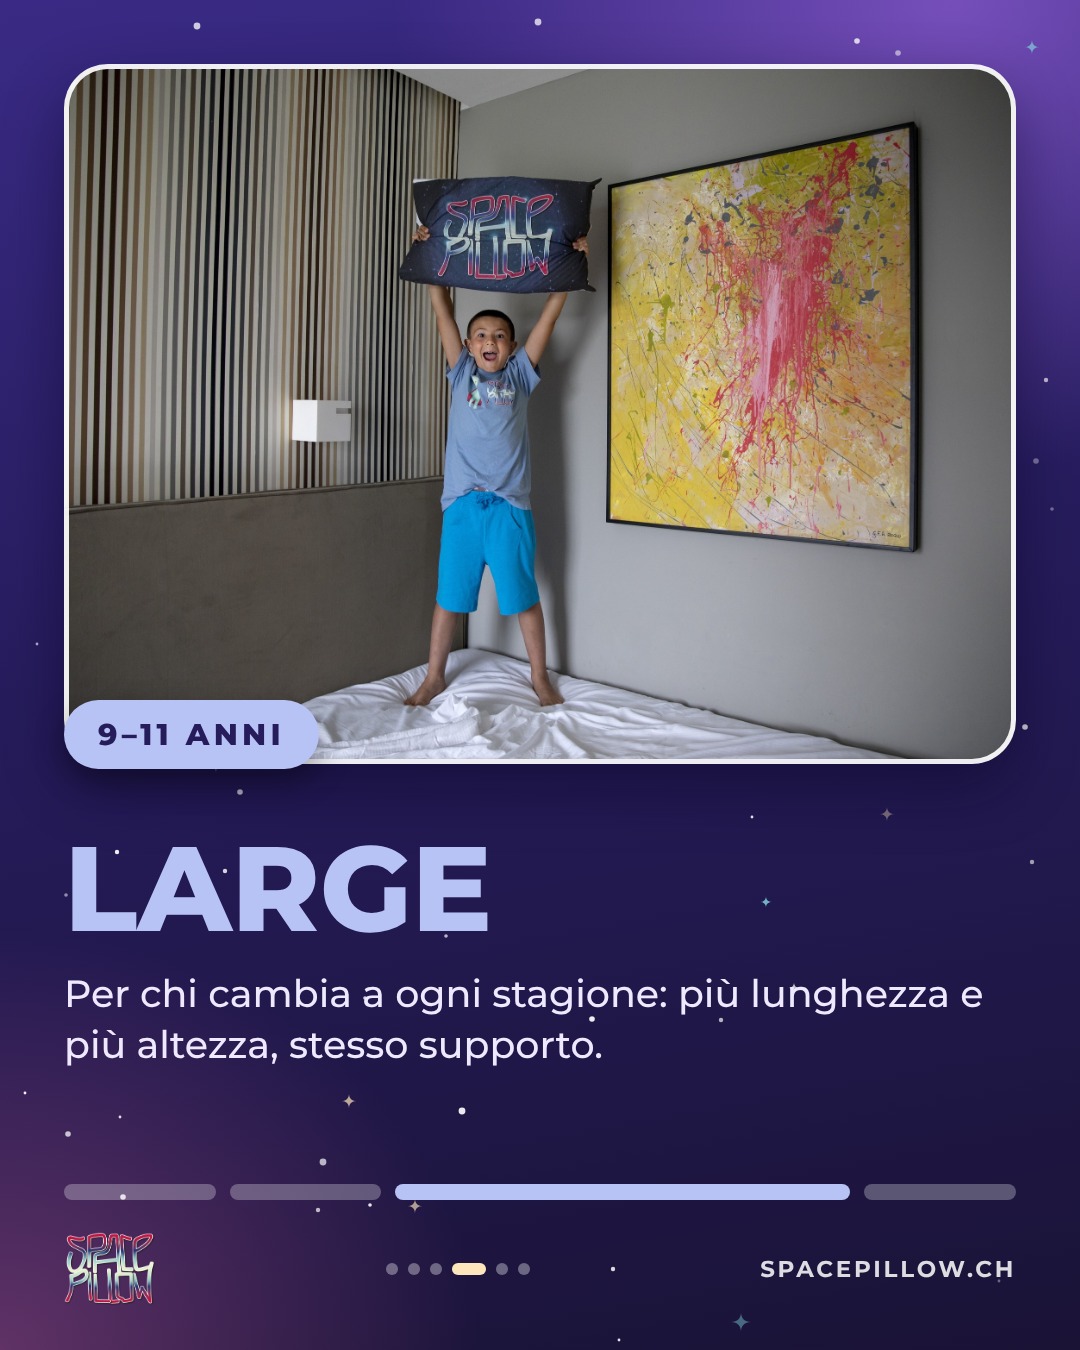 SPACE
PILLOW
9–11 ANNI
LARGE
Per chi cambia a ogni stagione: più lunghezza e
più altezza, stesso supporto.
SPACE
PILLOW
SPACEPILLOW.CH